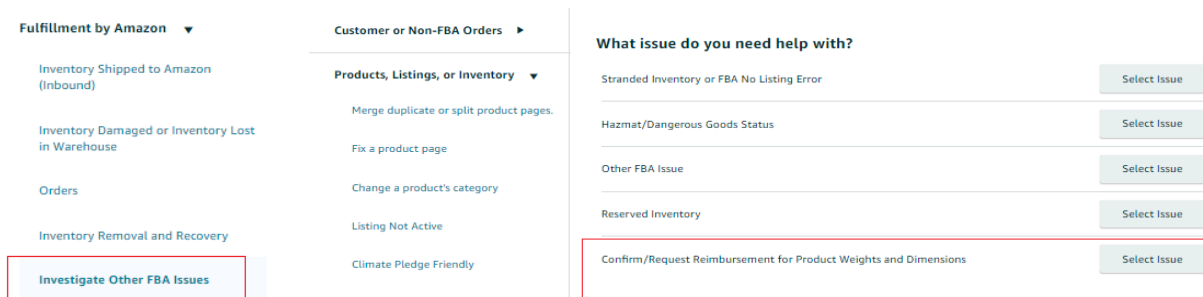 Fulfillment by Amazon
Inventory Shipped to Amazon
(Inbound)
Inventory Damaged or Inventory Lost
in Warehouse
Orders
Inventory Removal and Recovery
Investigate Other FBA Issues
Customer or Non-FBA Orders
Products, Listings, or Inventory
Merge duplicate or split product pages.
Fix a product page
Change a product's category
Listing Not Active
Climate Pledge Friendly
What issue do you need help with?
Stranded Inventory or FBA No Listing Error
Select Issue
Hazmat/Dangerous Goods Status
Select Issue
Other FBA Issue
Select Issue
Reserved Inventory
Select Issue
Confirm/Request Reimbursement for Product Weights and Dimensions
Select Issue